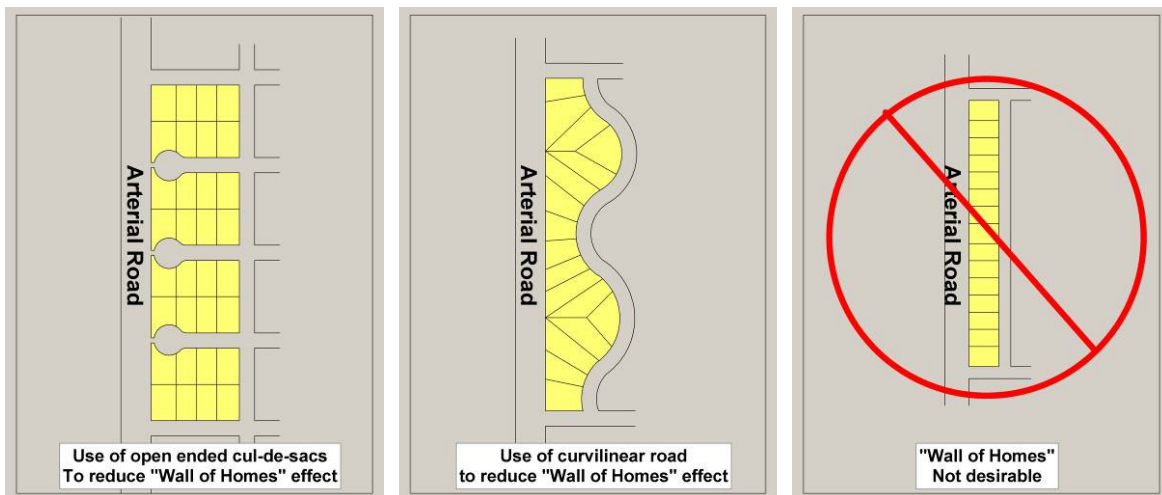 Arterial Road
Use of open ended cul-de-sacs
To reduce "Wall of Homes" effect
Arterial Road
Use of curvilinear road
to reduce "Wall of Homes" effect
Arterial Road
"Wall of Homes"
Not desirable